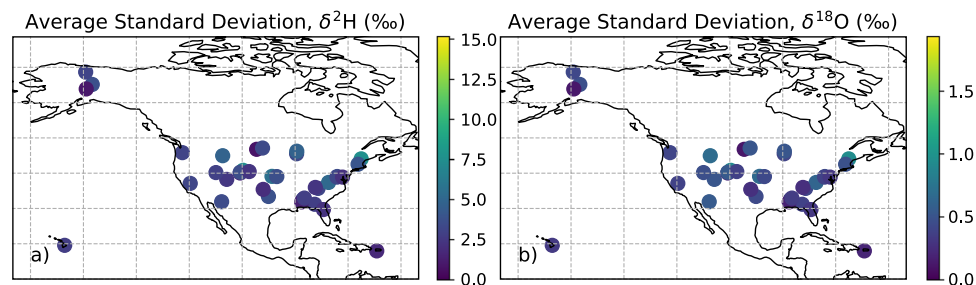 Average Standard Deviation, δ²H (‰)
15.0
12.5
10.0
7.5
5.0
2.5
0.0
a)
Average Standard Deviation, δ¹⁸O (‰)
1.5
1.0
0.5
0.0
b)